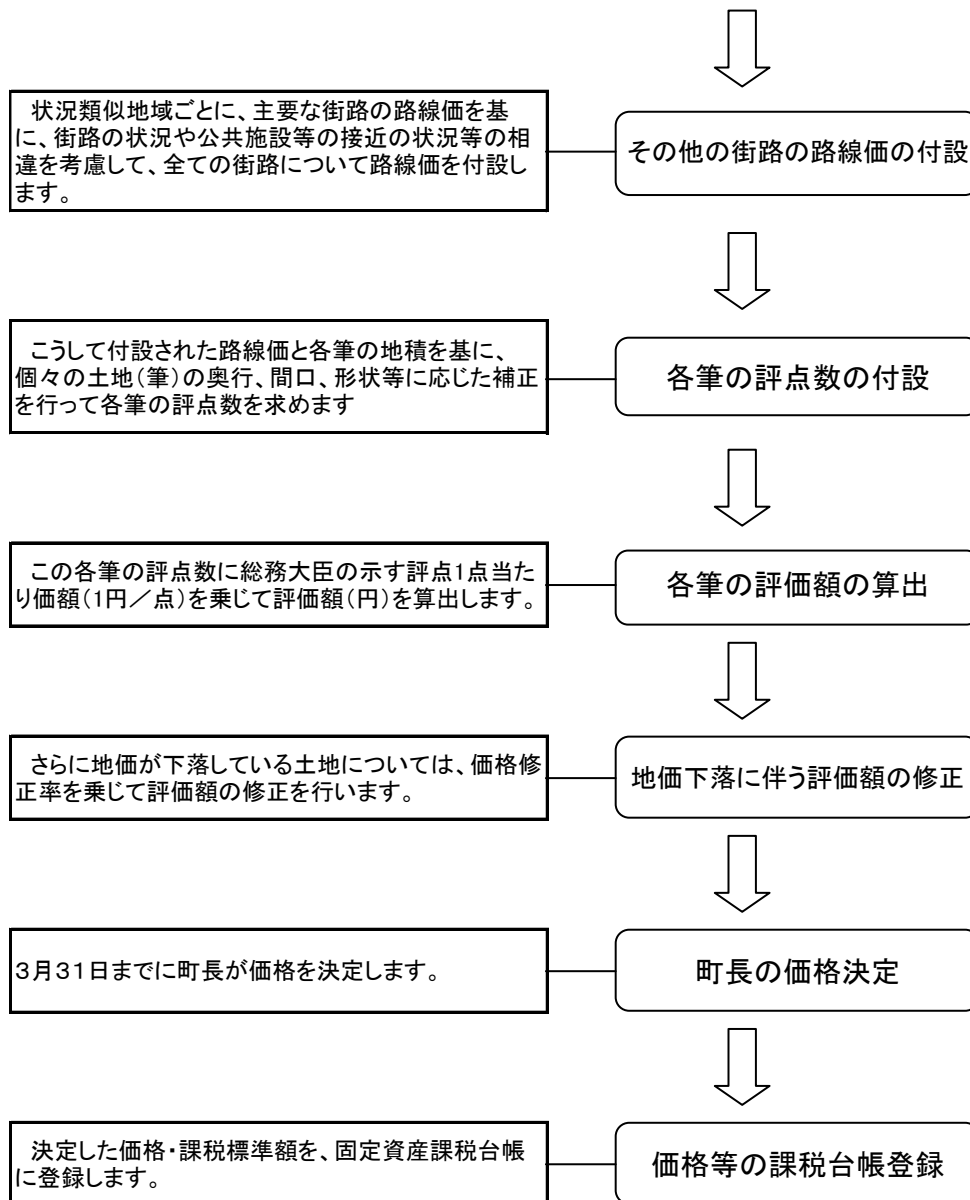 状況類似地域ごとに、主要な街路の路線価を基
に、街路の状況や公共施設等の接近の状況等の相
違を考慮して、全ての街路について路線価を付設し
ます。
その他の街路の路線価の付設
こうして付設された路線価と各筆の地積を基に、
個々の土地(筆)の奥行、間口、形状等に応じた補正
を行って各筆の評点数を求めます
各筆の評点数の付設
この各筆の評点数に総務大臣の示す評点1点当た
り価額(1円/点)を乗じて評価額(円)を算出します。
各筆の評価額の算出
さらに地価が下落している土地については、価格修
正率を乗じて評価額の修正を行います。
地価下落に伴う評価額の修正
3月31日までに町長が価格を決定します。
町長の価格決定
決定した価格・課税標準額を、固定資産課税台帳
に登録します。
価格等の課税台帳登録